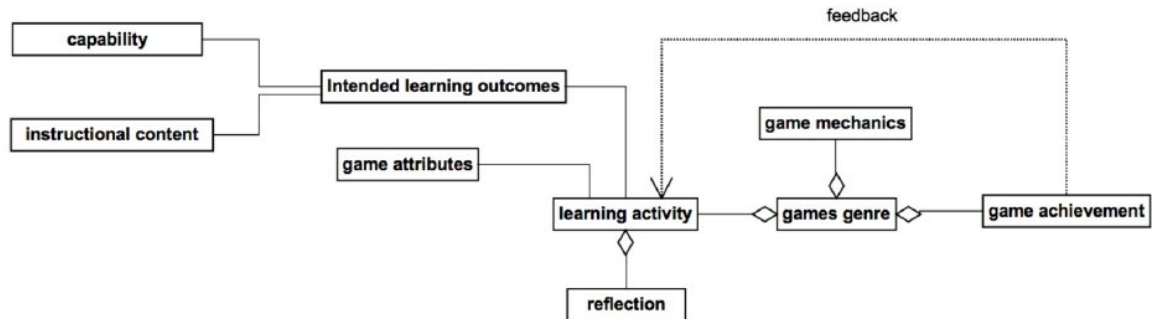 feedback
capability
Intended learning outcomes
game mechanics
instructional content
game attributes
learning activity
games genre
game achievement
reflection